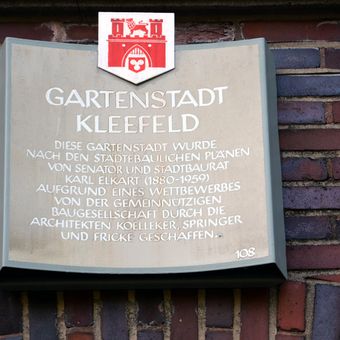 GARTENSTADT
KLEEFELD
DIESE GARTENSTADT WURDE
NACH DEN STÄDTEBAULICHEN PLÄNEN
VON SENATOR UND STADTBAURAT
KARL ELKART (1880-1959)
AUFGRUND EINES WETTBEWERBES
VON DER GEMEINNÜTZIGEN
BAUGESELLSCHAFT DURCH DIE
ARCHITEKTEN KOELLEKER, SPRINGER
UND FRICKE GESCHAFFEN.
108